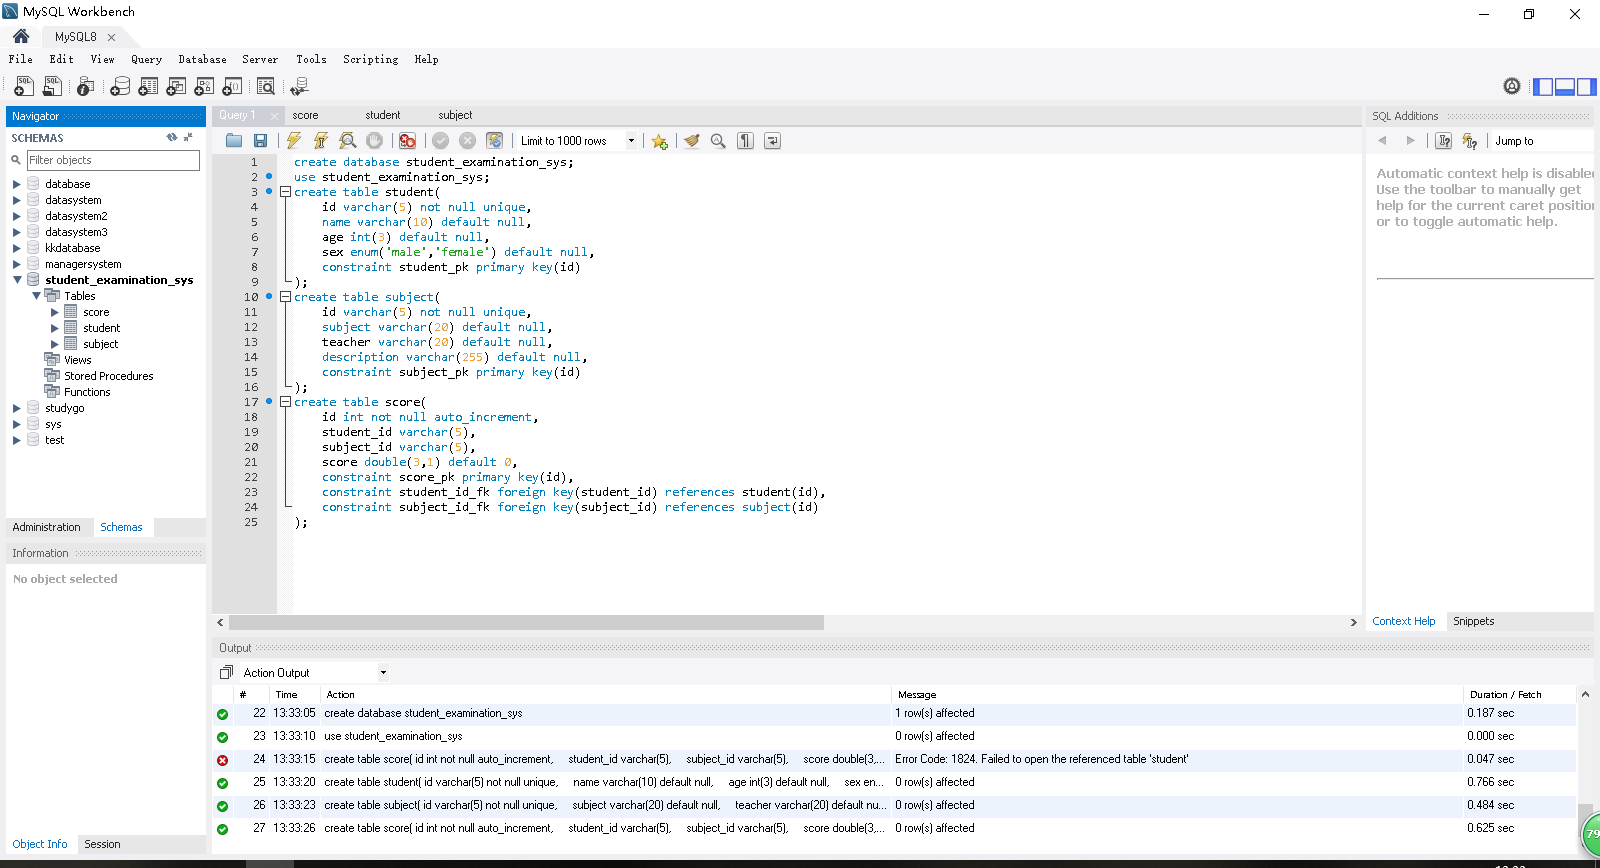 MySQL Workbench
MySQL8
File Edit View Query Database Server Tools Scripting Help
Navigator
SCHEMAS
Filter objects
database
datasystem
datasystem2
datasystem3
kkdatabase
managersystem
student_examination_sys
Tables
score
student
subject
Views
Stored Procedures
Functions
studygo
sys
test
Administration Schemas
Information
No object selected
Object Info Session
Query 1 score student subject
Limit to 1000 rows
1 create database student_examination_sys;
2 use student_examination_sys;
3 create table student(
4 id varchar(5) not null unique,
5 name varchar(10) default null,
6 age int(3) default null,
7 sex enum('male','female') default null,
8 constraint student_pk primary key(id)
9 );
10 create table subject(
11 id varchar(5) not null unique,
12 subject varchar(20) default null,
13 teacher varchar(20) default null,
14 description varchar(255) default null,
15 constraint subject_pk primary key(id)
16 );
17 create table score(
18 id int not null auto_increment,
19 student_id varchar(5),
20 subject_id varchar(5),
21 score double(3,1) default 0,
22 constraint score_pk primary key(id),
23 constraint student_id_fk foreign key(student_id) references student(id),
24 constraint subject_id_fk foreign key(subject_id) references subject(id)
25 );
SQL Additions
Jump to
Automatic context help is disabled
Use the toolbar to manually get
help for the current caret position
or to toggle automatic help.
Context Help Snippets
Output
Action Output
# Time Action Message Duration / Fetch
22 13:33:05 create database student_examination_sys 1 row(s) affected 0.187 sec
23 13:33:10 use student_examination_sys 0 row(s) affected 0.000 sec
24 13:33:15 create table score( id int not null auto_increment, student_id varchar(5), subject_id varchar(5), score double(3,... Error Code: 1824. Failed to open the referenced table 'student' 0.047 sec
25 13:33:20 create table student( id varchar(5) not null unique, name varchar(10) default null, age int(3) default null, sex en... 0 row(s) affected 0.766 sec
26 13:33:23 create table subject( id varchar(5) not null unique, subject varchar(20) default null, teacher varchar(20) default nu... 0 row(s) affected 0.484 sec
27 13:33:26 create table score( id int not null auto_increment, student_id varchar(5), subject_id varchar(5), score double(3,... 0 row(s) affected 0.625 sec
79